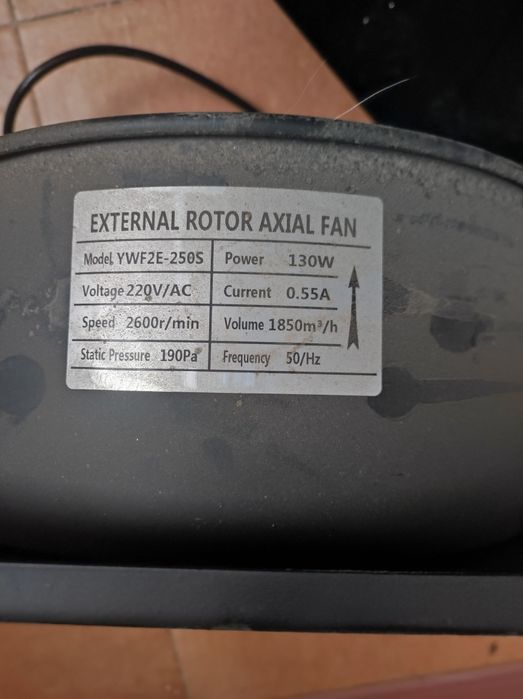 EXTERNAL ROTOR AXIAL FAN
Model YWF2E-250S Power 130W
Voltage 220V/AC Current 0.55A
Speed 2600r/min Volume 1850m³/h
Static Pressure 190Pa Frequency 50/Hz